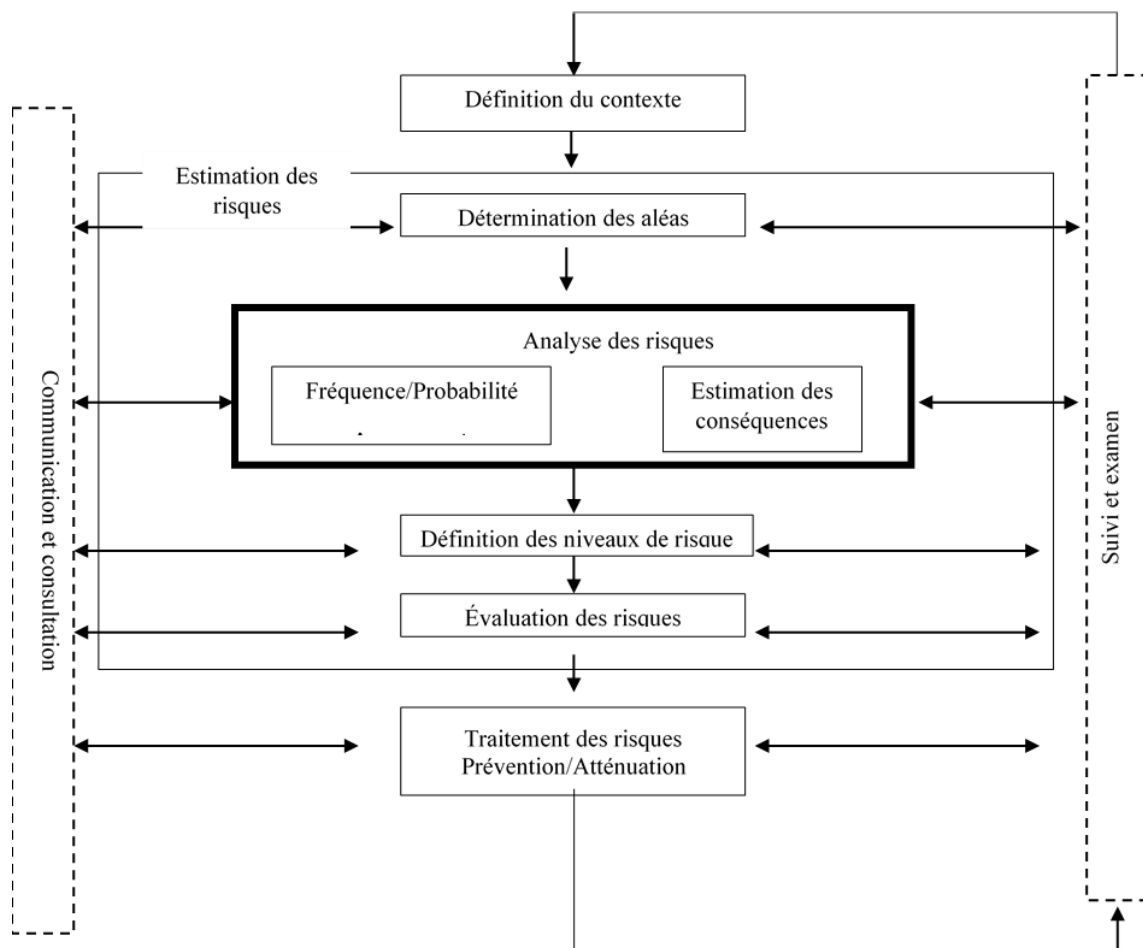 Définition du contexte
Estimation des
risques
Détermination des aléas
Analyse des risques
Fréquence/Probabilité
Estimation des
conséquences
Définition des niveaux de risque
Évaluation des risques
Traitement des risques
Prévention/Atténuation
Communication et consultation
Suivi et examen